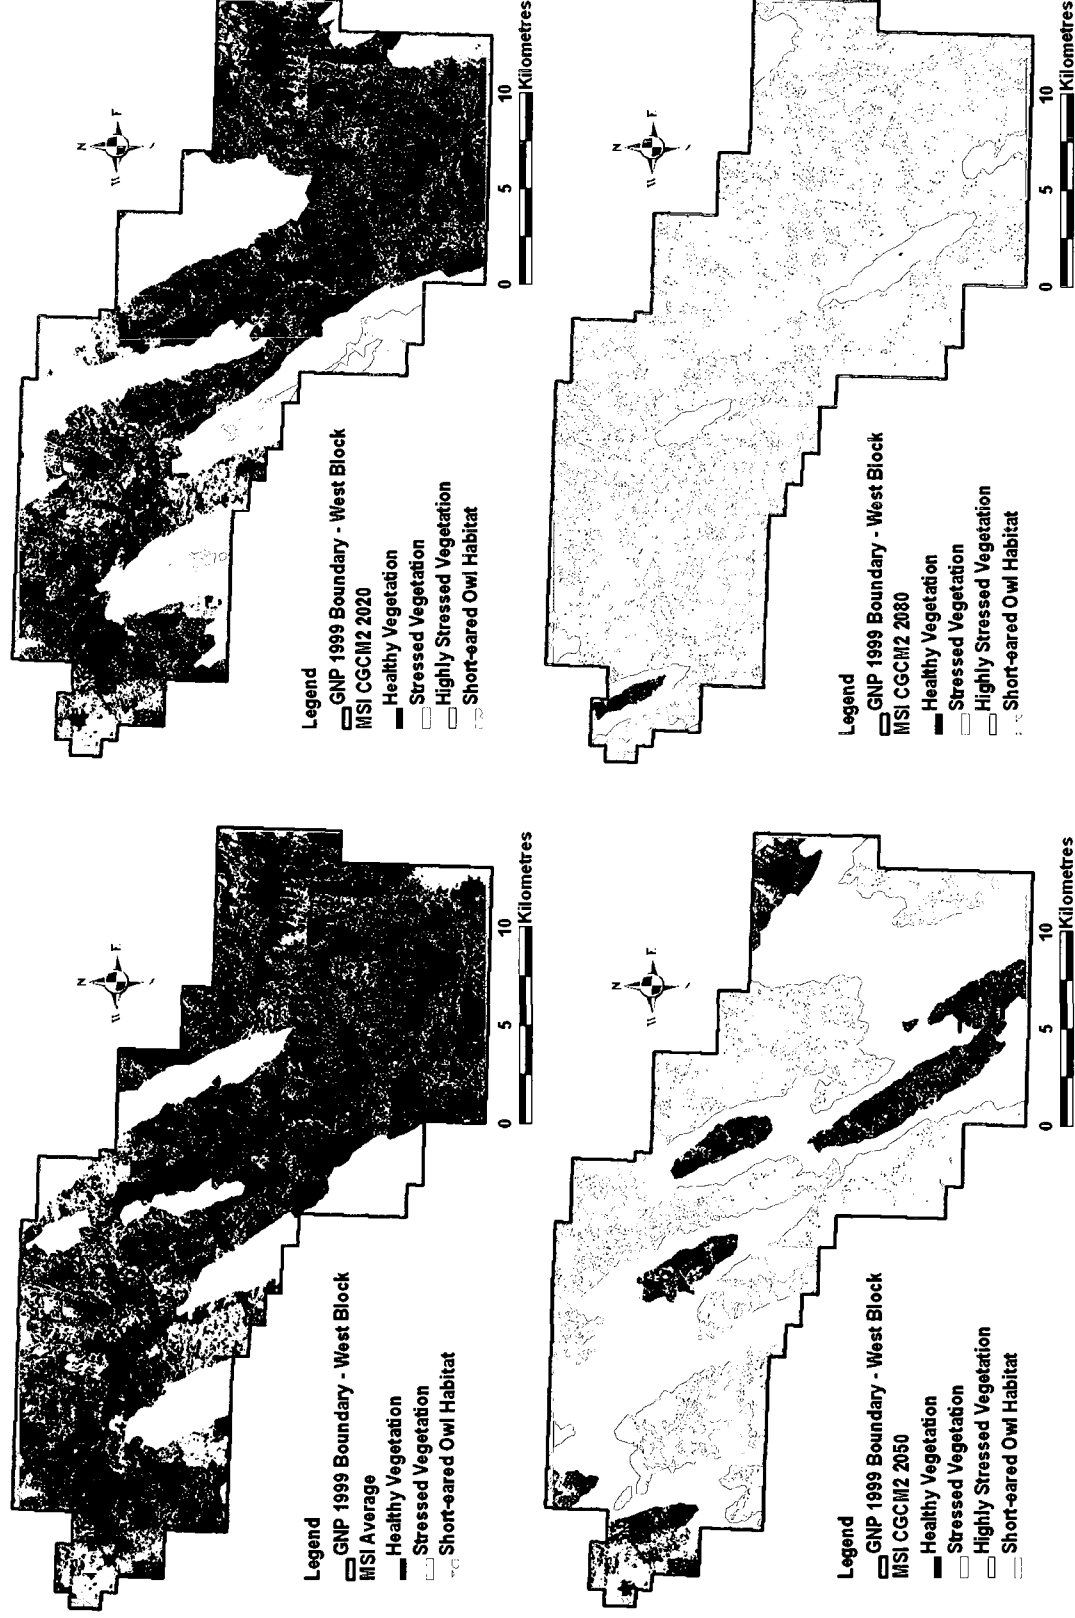 N
E
Legend
GNP 1999 Boundary - West Block
MSI Average
Healthy Vegetation
Stressed Vegetation
Short-eared Owl Habitat
0 5 10 Kilometres
N
E
Legend
GNP 1999 Boundary - West Block
MSI CGCM2 2020
Healthy Vegetation
Stressed Vegetation
Highly Stressed Vegetation
Short-eared Owl Habitat
0 5 10 Kilometres
N
E
Legend
GNP 1999 Boundary - West Block
MSI CGCM2 2050
Healthy Vegetation
Stressed Vegetation
Highly Stressed Vegetation
Short-eared Owl Habitat
0 5 10 Kilometres
N
E
Legend
GNP 1999 Boundary - West Block
MSI CGCM2 2080
Healthy Vegetation
Stressed Vegetation
Highly Stressed Vegetation
Short-eared Owl Habitat
0 5 10 Kilometres